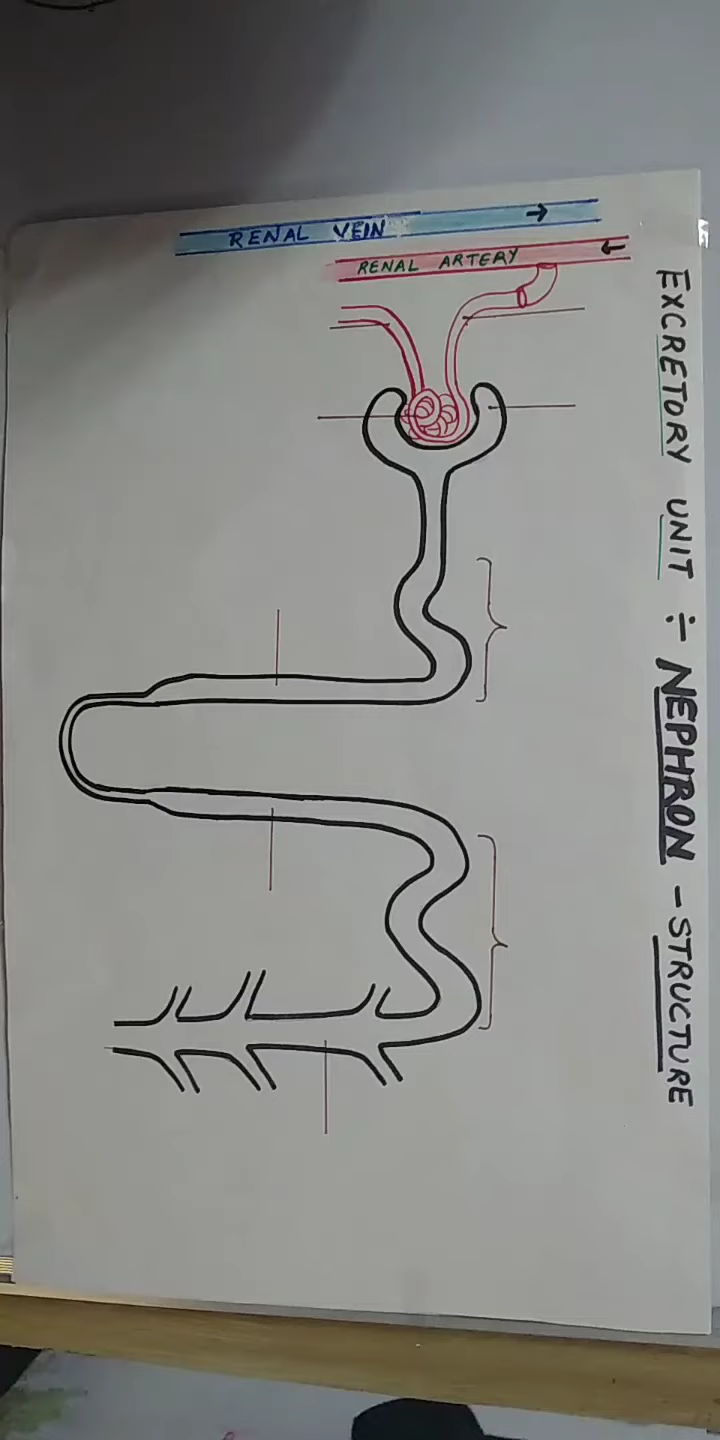 EXCRETORY UNIT :- NEPHRON - STRUCTURE
RENAL VEIN
RENAL ARTERY